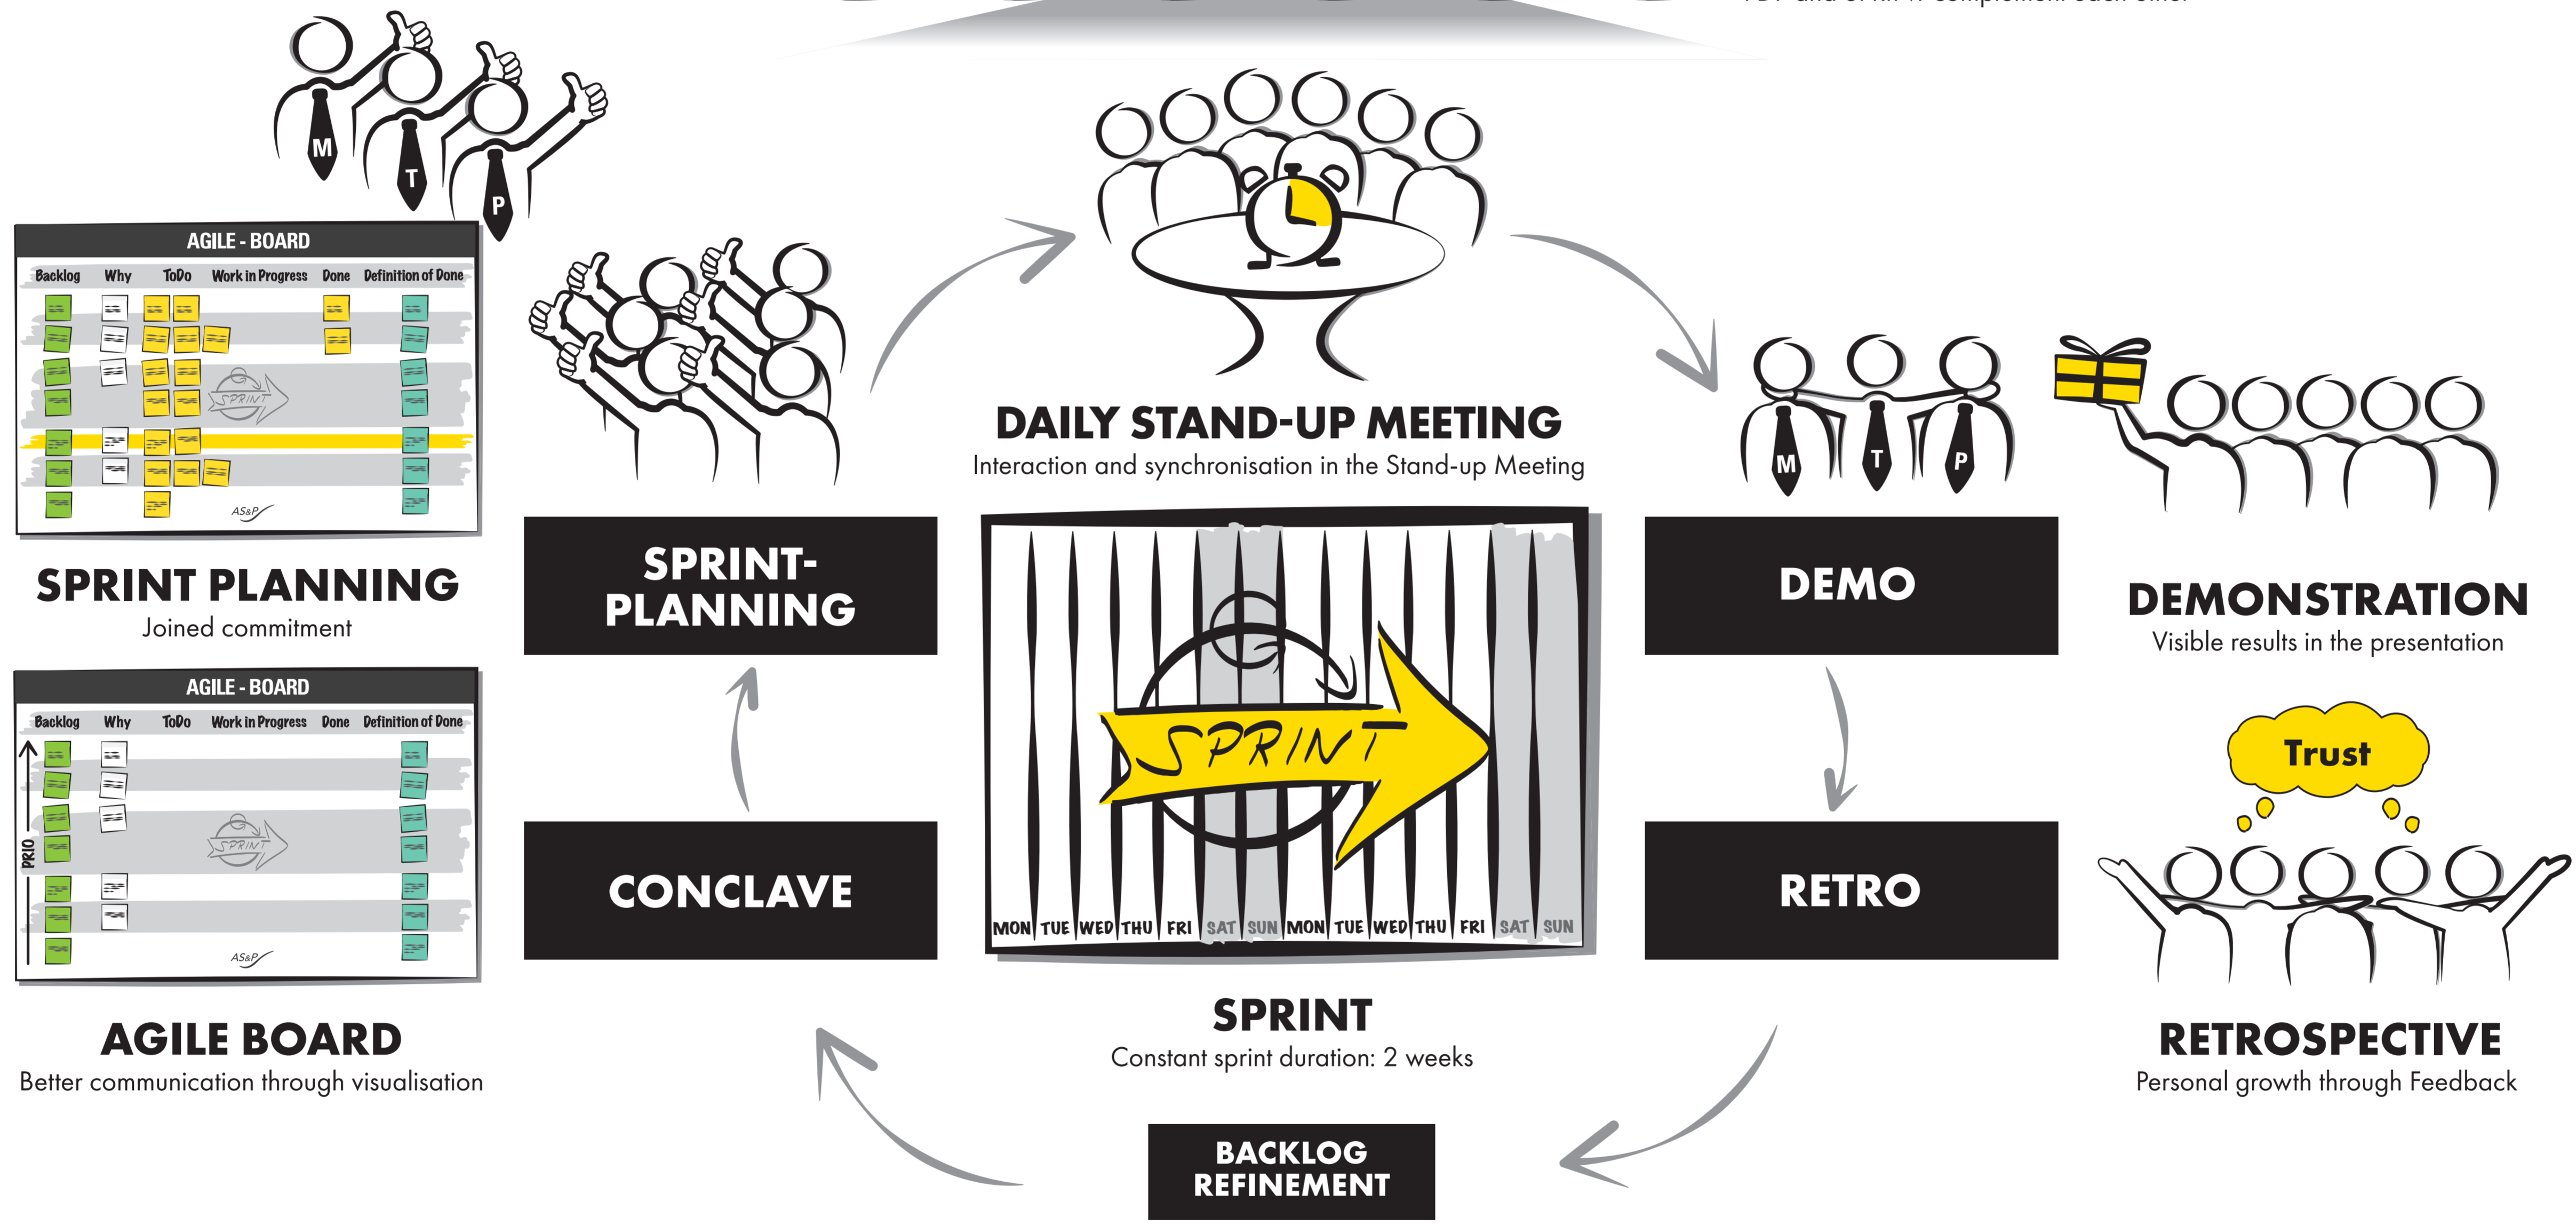 M
T
P
AGILE - BOARD
Backlog Why ToDo Work in Progress Done Definition of Done
SPRINT
AS&P
SPRINT PLANNING
Joined commitment
AGILE - BOARD
Backlog Why ToDo Work in Progress Done Definition of Done
PRIO
SPRINT
AS&P
AGILE BOARD
Better communication through visualisation
SPRINT-
PLANNING
CONCLAVE
DAILY STAND-UP MEETING
Interaction and synchronisation in the Stand-up Meeting
SPRINT
MON TUE WED THU FRI SAT SUN MON TUE WED THU FRI SAT SUN
SPRINT
Constant sprint duration: 2 weeks
BACKLOG
REFINEMENT
M T P
DEMO
RETRO
DEMONSTRATION
Visible results in the presentation
Trust
RETROSPECTIVE
Personal growth through Feedback